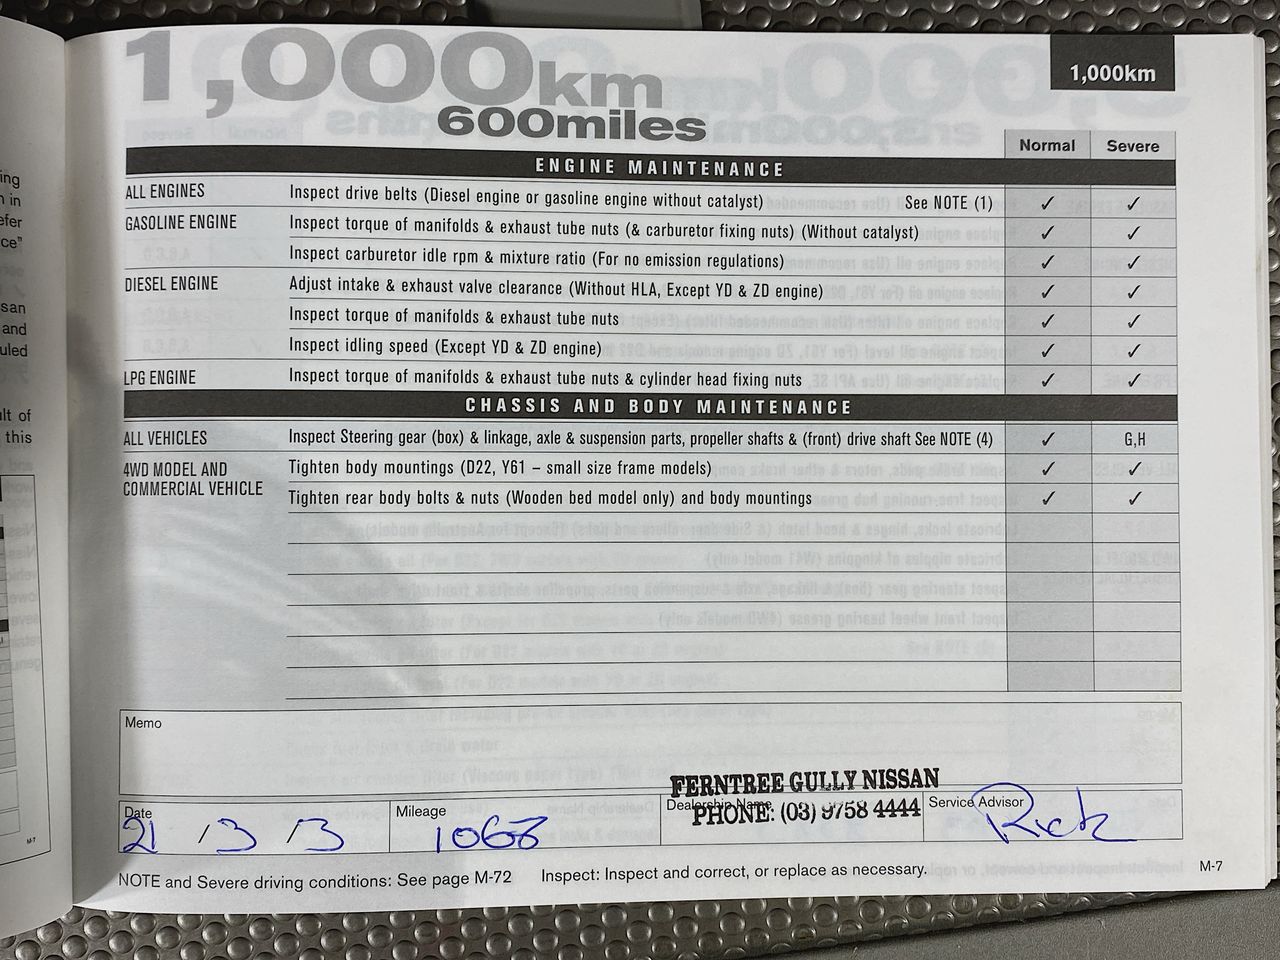 1,000km
600miles
1,000km
Normal Severe
ENGINE MAINTENANCE
ALL ENGINES Inspect drive belts (Diesel engine or gasoline engine without catalyst) See NOTE (1) ✓ ✓
GASOLINE ENGINE Inspect torque of manifolds & exhaust tube nuts (& carburetor fixing nuts) (Without catalyst) ✓ ✓
Inspect carburetor idle rpm & mixture ratio (For no emission regulations) ✓ ✓
DIESEL ENGINE Adjust intake & exhaust valve clearance (Without HLA, Except YD & ZD engine) ✓ ✓
Inspect torque of manifolds & exhaust tube nuts ✓ ✓
Inspect idling speed (Except YD & ZD engine) ✓ ✓
LPG ENGINE Inspect torque of manifolds & exhaust tube nuts & cylinder head fixing nuts ✓ ✓
CHASSIS AND BODY MAINTENANCE
ALL VEHICLES Inspect Steering gear (box) & linkage, axle & suspension parts, propeller shafts & (front) drive shaft See NOTE (4) ✓ G,H
4WD MODEL AND Tighten body mountings (D22, Y61 – small size frame models) ✓ ✓
COMMERCIAL VEHICLE Tighten rear body bolts & nuts (Wooden bed model only) and body mountings ✓ ✓
Memo
FERNTREE GULLY NISSAN
PHONE: (03) 9758 4444
Date Mileage Dealership Name Service Advisor
21 /3 /3 1068 Rick
NOTE and Severe driving conditions: See page M-72 Inspect: Inspect and correct, or replace as necessary. M-7